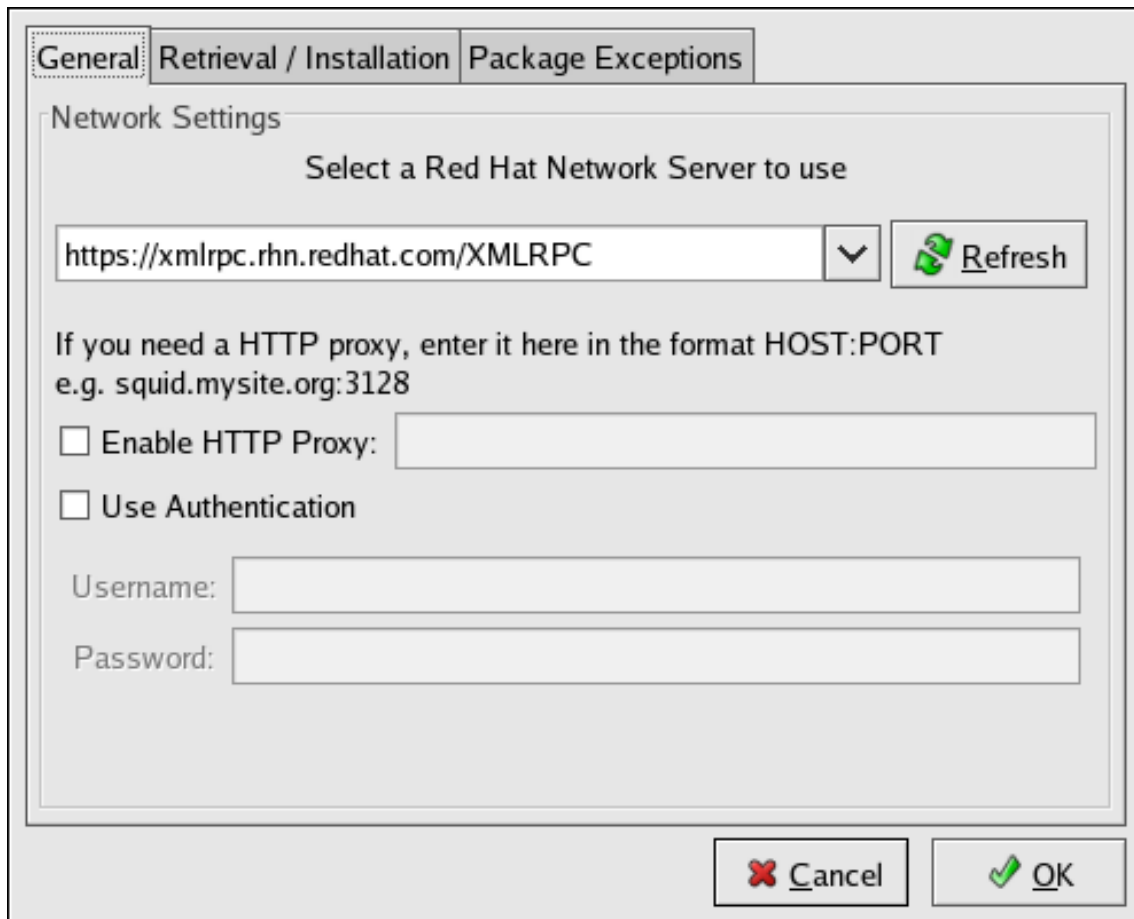 General
Retrieval / Installation
Package Exceptions
Network Settings
Select a Red Hat Network Server to use
https://xmlrpc.rhn.redhat.com/XMLRPC
Refresh
If you need a HTTP proxy, enter it here in the format HOST:PORT
e.g. squid.mysite.org:3128
Enable HTTP Proxy:
Use Authentication
Username:
Password:
Cancel
OK